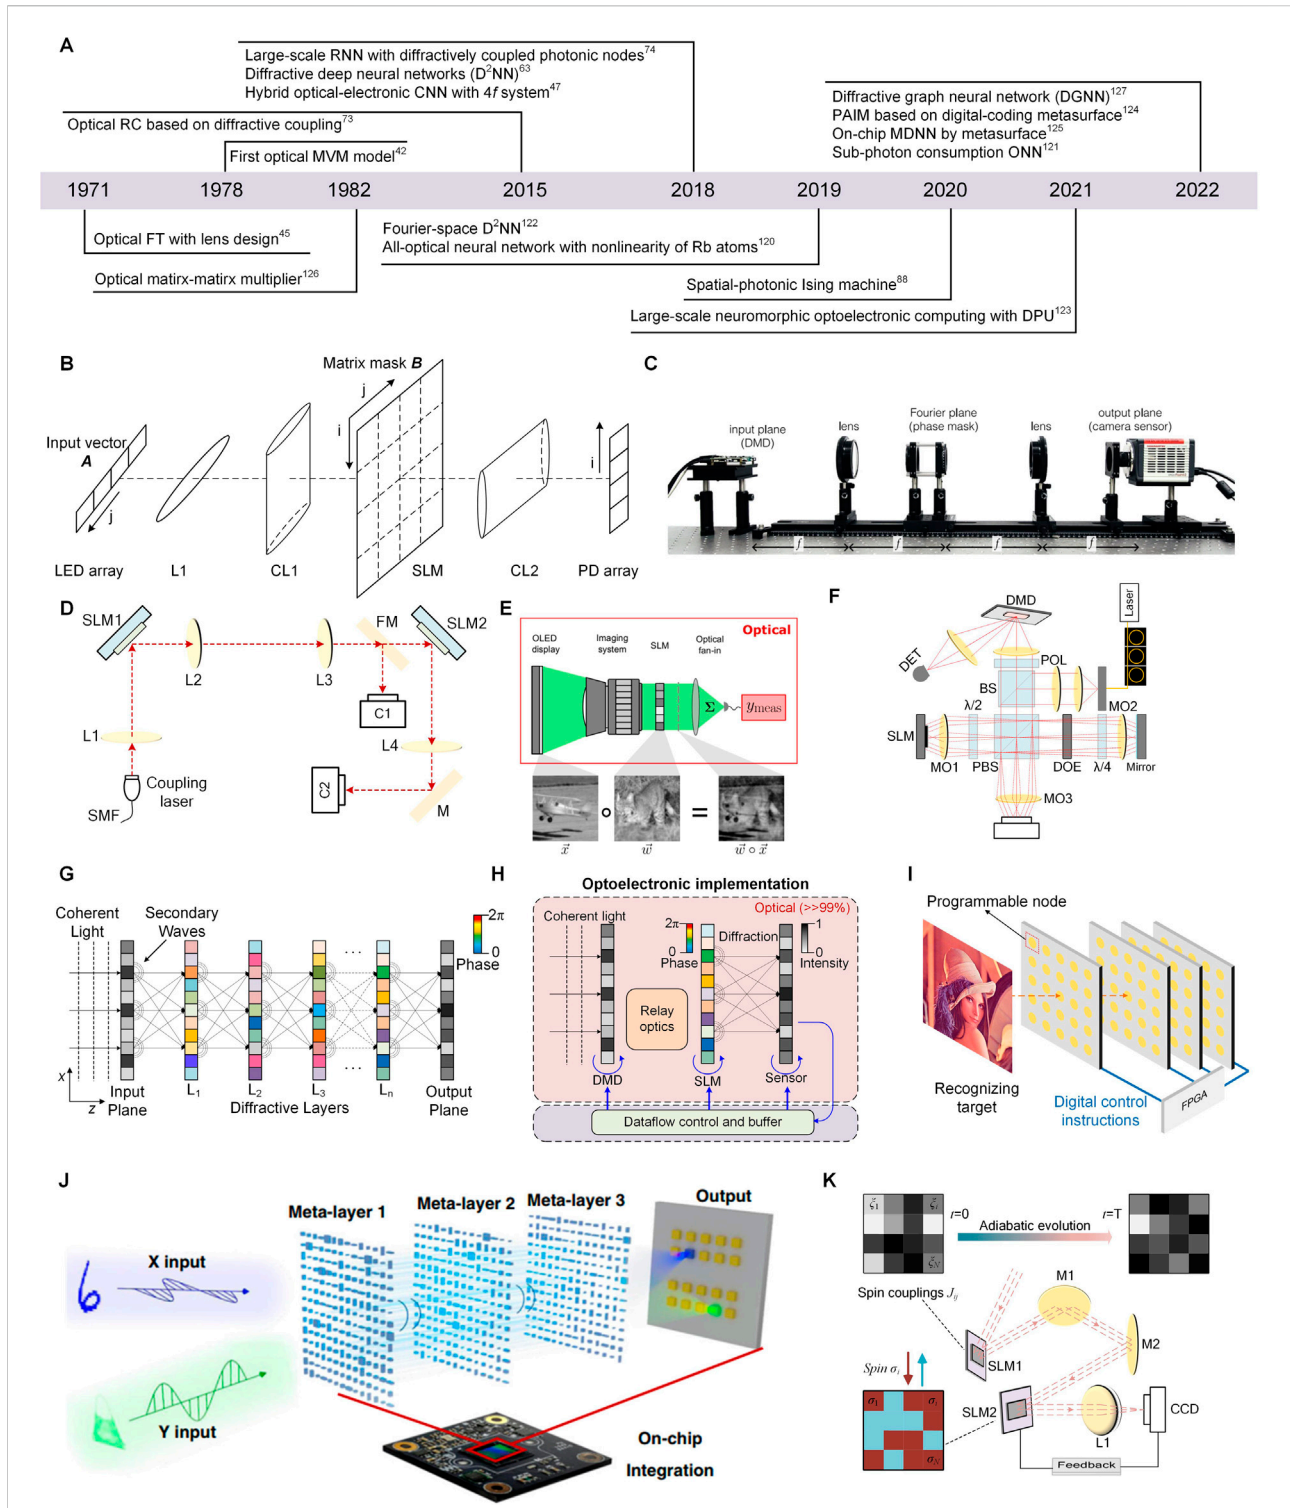 A
Large-scale RNN with diffractively coupled photonic nodes74
Diffractive deep neural networks (D2NN)63
Hybrid optical-electronic CNN with 4f system47
Optical RC based on diffractive coupling73
First optical MVM model42
Diffractive graph neural network (DGNN)127
PAIM based on digital-coding metasurface124
On-chip MDNN by metasurface125
Sub-photon consumption ONN121
1971 1978 1982 2015 2018 2019 2020 2021 2022
Optical FT with lens design45
Optical matirx-matirx multiplier126
Fourier-space D2NN122
All-optical neural network with nonlinearity of Rb atoms120
Spatial-photonic Ising machine88
Large-scale neuromorphic optoelectronic computing with DPU123
B
Matrix mask B
j
i
Input vector
A
j
i
LED array L1 CL1 SLM CL2 PD array
C
input plane
(DMD)
lens
Fourier plane
(phase mask)
lens
output plane
(camera sensor)
f f f f
D
SLM1
FM
SLM2
L2 L3
C1
L1
L4
Coupling
laser
C2
SMF
M
E
Optical
OLED
display
Imaging
system
SLM
Optical
fan-in
Σ
ymeas
x⃗ ∘ w⃗ = w⃗ ∘ x⃗
F
DMD
Laser
DET
POL
BS
λ/2
MO2
SLM
MO1 PBS DOE λ/4 Mirror
MO3
G
Coherent
Light
Secondary
Waves
2π
0
Phase
x
z
Input
Plane
L1 L2 L3 Ln
Diffractive Layers
Output
Plane
H
Optoelectronic implementation
Optical (>>99%)
Coherent light
2π
0
Phase
Diffraction
1
0
Intensity
Relay
optics
DMD SLM Sensor
Dataflow control and buffer
I
Programmable node
Recognizing
target
Digital control
instructions
FPGA
J
Meta-layer 1
Meta-layer 2
Meta-layer 3
Output
X input
Y input
On-chip
Integration
K
ξ1 ξi
ξN
t=0
Adiabatic evolution
t=T
Spin couplings Jij
M1
M2
SLM1
Spin σi
σ1 σi
σN
SLM2
L1
CCD
Feedback